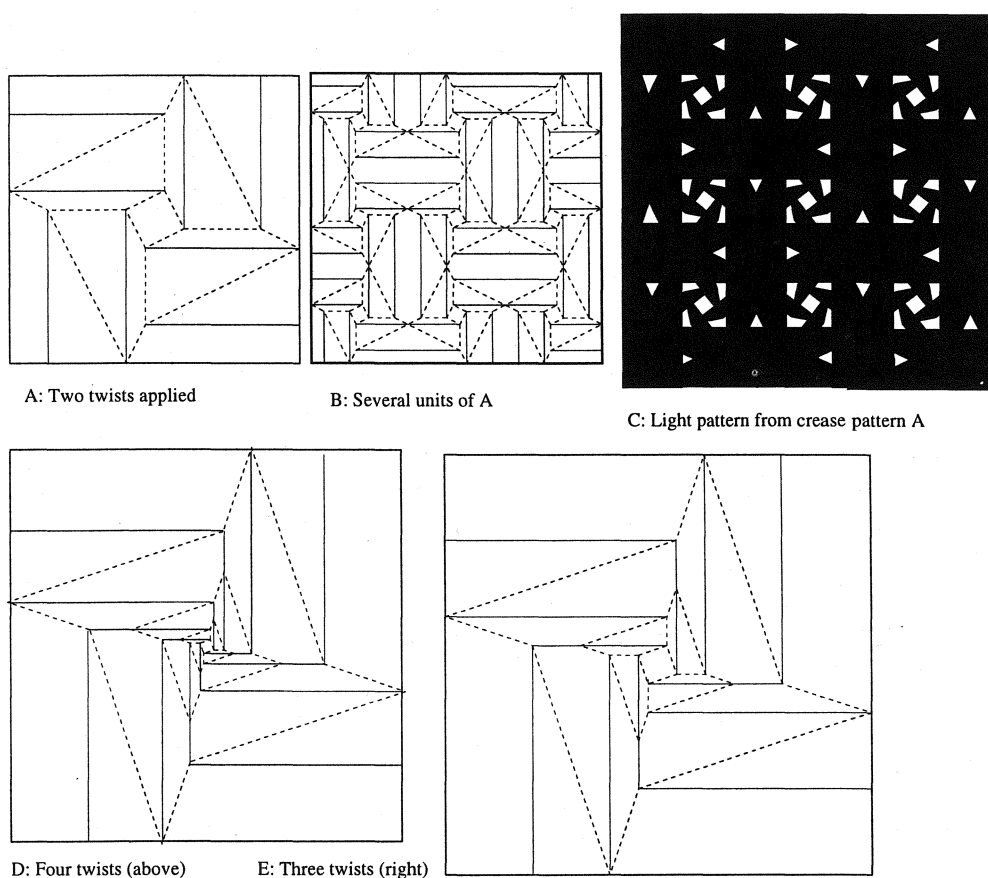 A: Two twists applied
B: Several units of A
C: Light pattern from crease pattern A
D: Four twists (above)
E: Three twists (right)